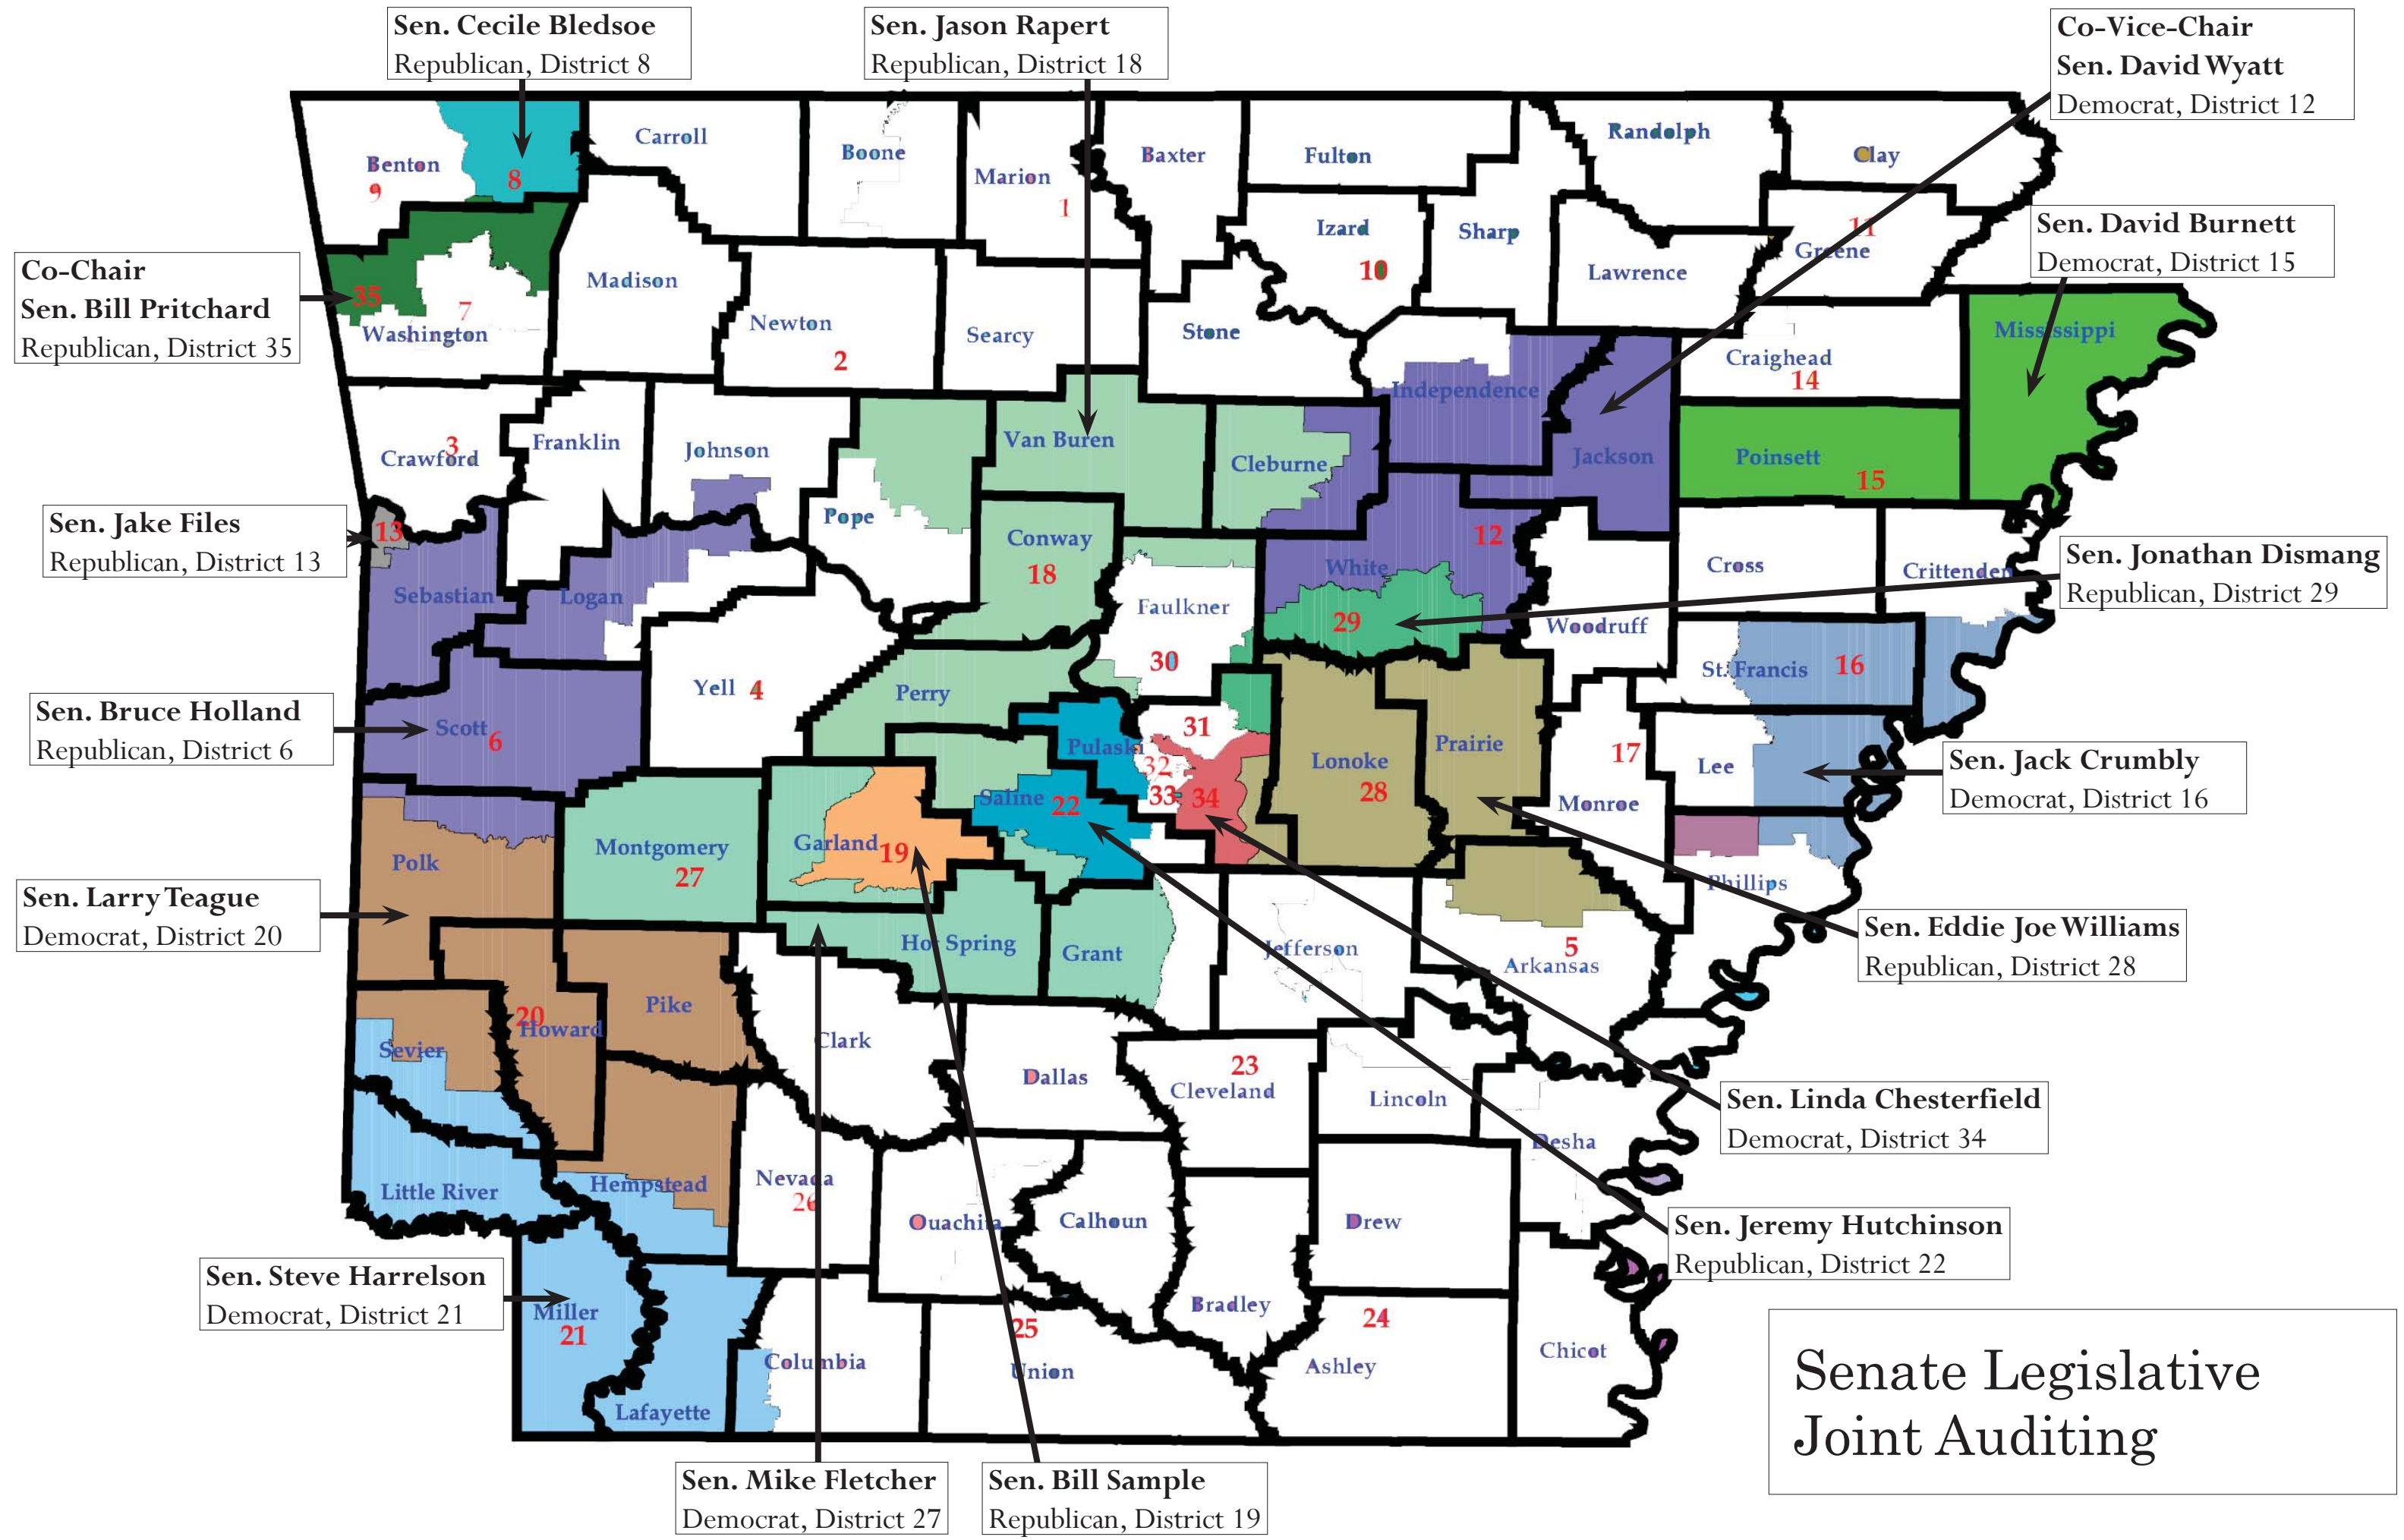 Sen. Cecile Bledsoe
Republican, District 8
Sen. Jason Rapert
Republican, District 18
Co-Vice-Chair
Sen. David Wyatt
Democrat, District 12
Sen. David Burnett
Democrat, District 15
Co-Chair
Sen. Bill Pritchard
Republican, District 35
Sen. Jake Files
Republican, District 13
Sen. Jonathan Dismang
Republican, District 29
Sen. Bruce Holland
Republican, District 6
Sen. Jack Crumbly
Democrat, District 16
Sen. Larry Teague
Democrat, District 20
Sen. Eddie Joe Williams
Republican, District 28
Sen. Linda Chesterfield
Democrat, District 34
Sen. Jeremy Hutchinson
Republican, District 22
Sen. Steve Harrelson
Democrat, District 21
Sen. Mike Fletcher
Democrat, District 27
Sen. Bill Sample
Republican, District 19
Senate Legislative
Joint Auditing
Benton
9
8
Carroll
Boone
Marion
1
Baxter
Fulton
Randolph
Clay
Izard
10
Sharp
Lawrence
11
Greene
35
7
Washington
Madison
Newton
2
Searcy
Stone
Independence
Jackson
Craighead
14
Mississippi
3
Crawford
Franklin
Johnson
Pope
Van Buren
Cleburne
Poinsett
15
13
Sebastian
Logan
Conway
18
Faulkner
30
12
White
29
Woodruff
Cross
Crittenden
St. Francis
16
Scott
6
Yell
4
Perry
Pulaski
31
32
33
34
Lonoke
28
Prairie
17
Monroe
Lee
Phillips
Polk
Montgomery
27
Garland
19
Saline
22
Hot Spring
Grant
Jefferson
5
Arkansas
Sevier
20
Howard
Pike
Clark
Dallas
23
Cleveland
Lincoln
Desha
Little River
Hempstead
Nevada
26
Ouachita
Calhoun
Drew
Bradley
Miller
21
Lafayette
Columbia
25
Union
24
Ashley
Chicot